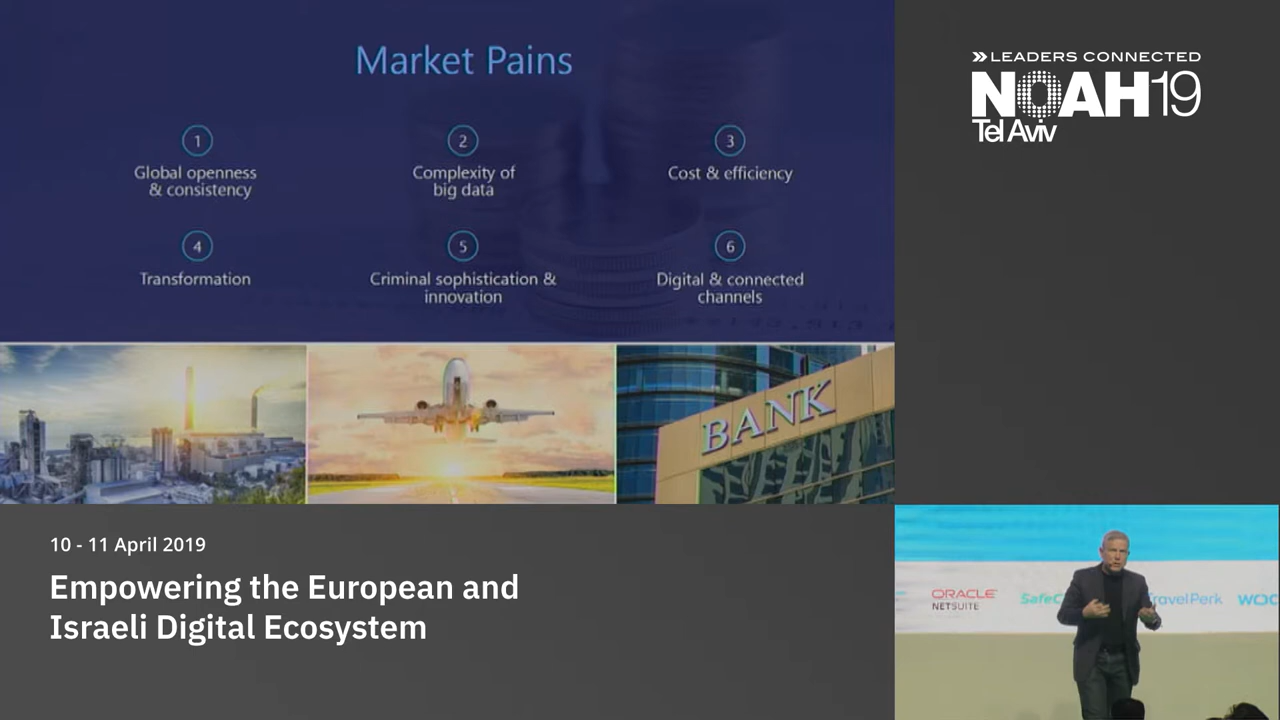 Market Pains
1
Global openness
& consistency
2
Complexity of
big data
3
Cost & efficiency
4
Transformation
5
Criminal sophistication &
innovation
6
Digital & connected
channels
BANK
LEADERS CONNECTED
NOAH19
Tel Aviv
10 - 11 April 2019
Empowering the European and
Israeli Digital Ecosystem
ORACLE
NETSUITE
TravelPerk